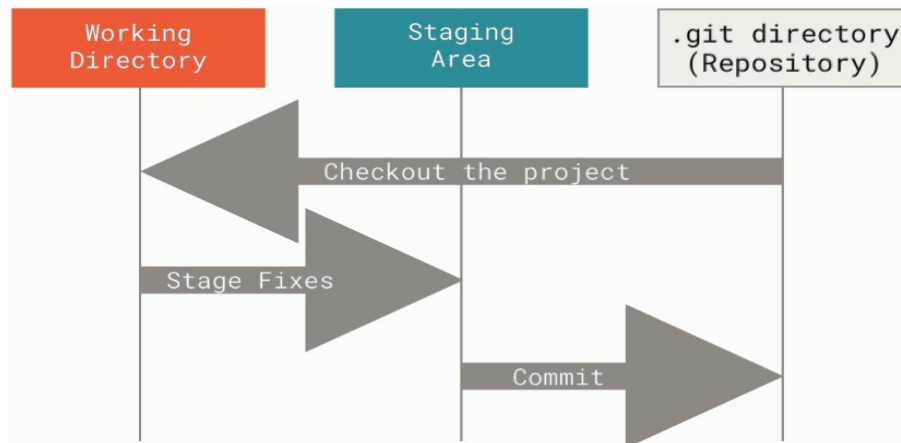 Working
Directory
Staging
Area
.git directory
(Repository)
Checkout the project
Stage Fixes
Commit